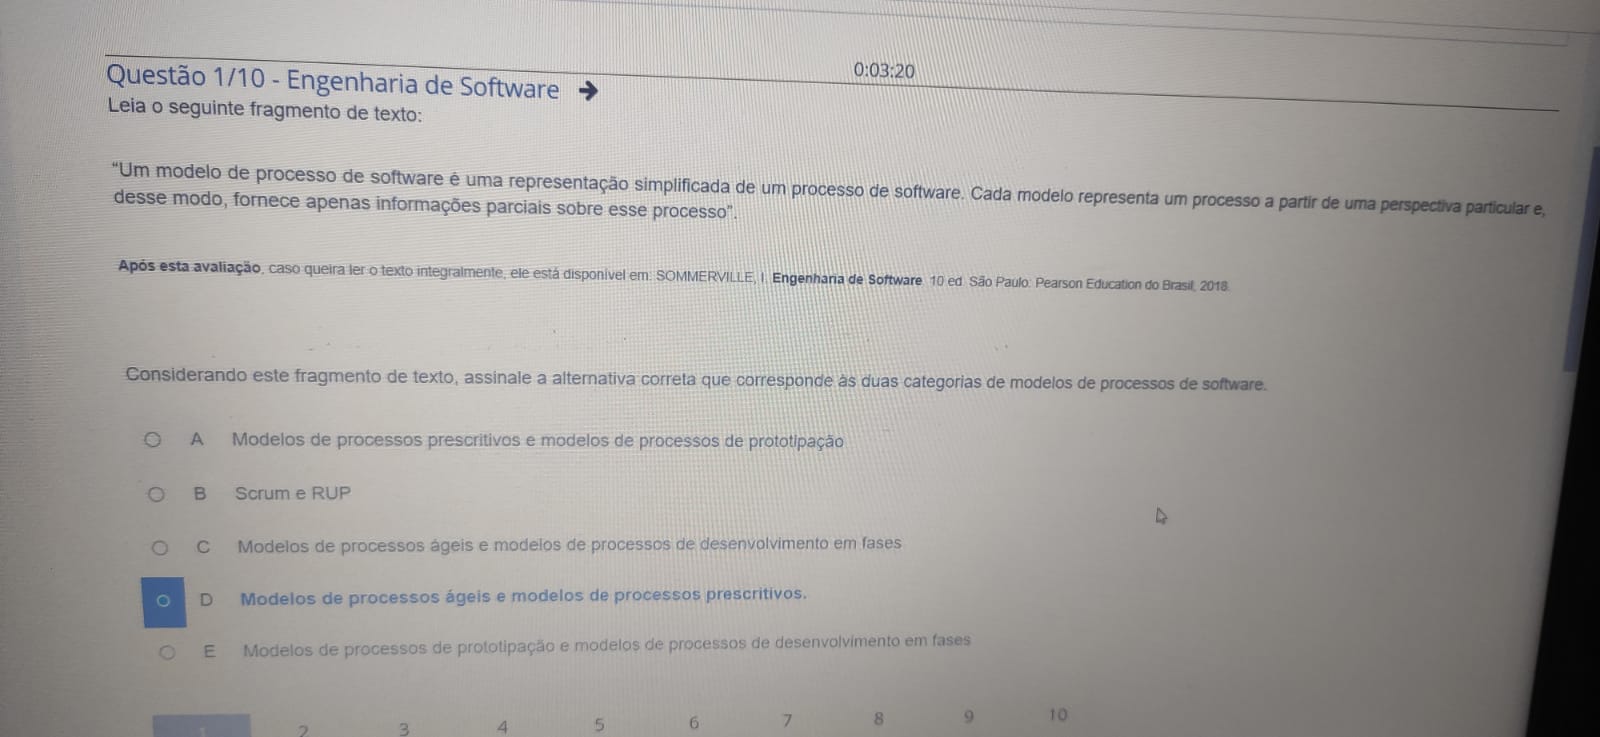 0:03:20
Questão 1/10 - Engenharia de Software →
Leia o seguinte fragmento de texto:
“Um modelo de processo de software é uma representação simplificada de um processo de software. Cada modelo representa um processo a partir de uma perspectiva particular e,
desse modo, fornece apenas informações parciais sobre esse processo”.
Após esta avaliação, caso queira ler o texto integralmente, ele está disponível em: SOMMERVILLE, I. Engenharia de Software. 10 ed. São Paulo: Pearson Education do Brasil, 2018.
Considerando este fragmento de texto, assinale a alternativa correta que corresponde às duas categorias de modelos de processos de software.
A Modelos de processos prescritivos e modelos de processos de prototipação
B Scrum e RUP
C Modelos de processos ágeis e modelos de processos de desenvolvimento em fases
D Modelos de processos ágeis e modelos de processos prescritivos.
E Modelos de processos de prototipação e modelos de processos de desenvolvimento em fases
1 2 3 4 5 6 7 8 9 10